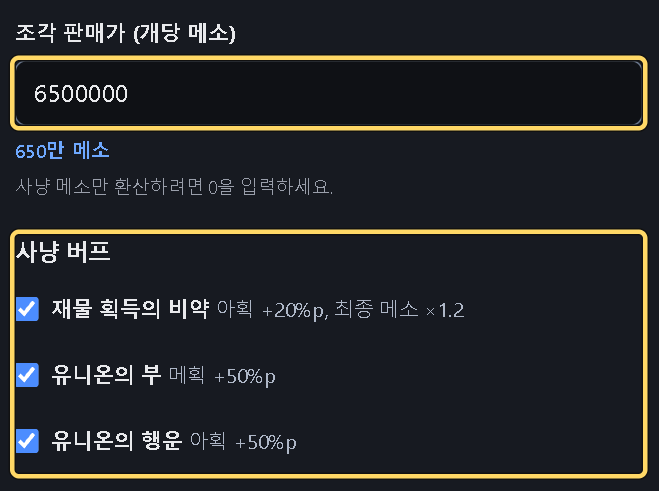 조각 판매가 (개당 메소)
6500000
650만 메소
사냥 메소만 환산하려면 0을 입력하세요.
사냥 버프
재물 획득의 비약 아획 +20%p, 최종 메소 ×1.2
유니온의 부 메획 +50%p
유니온의 행운 아획 +50%p